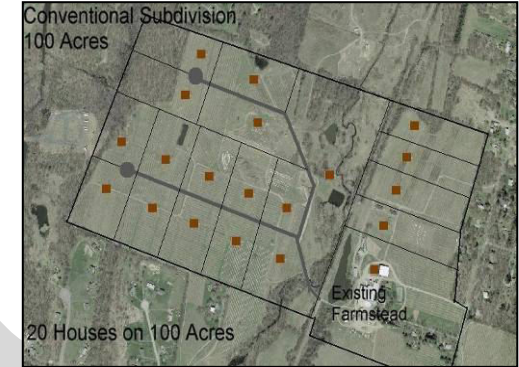 Conventional Subdivision
100 Acres
Existing
Farmstead
20 Houses on 100 Acres